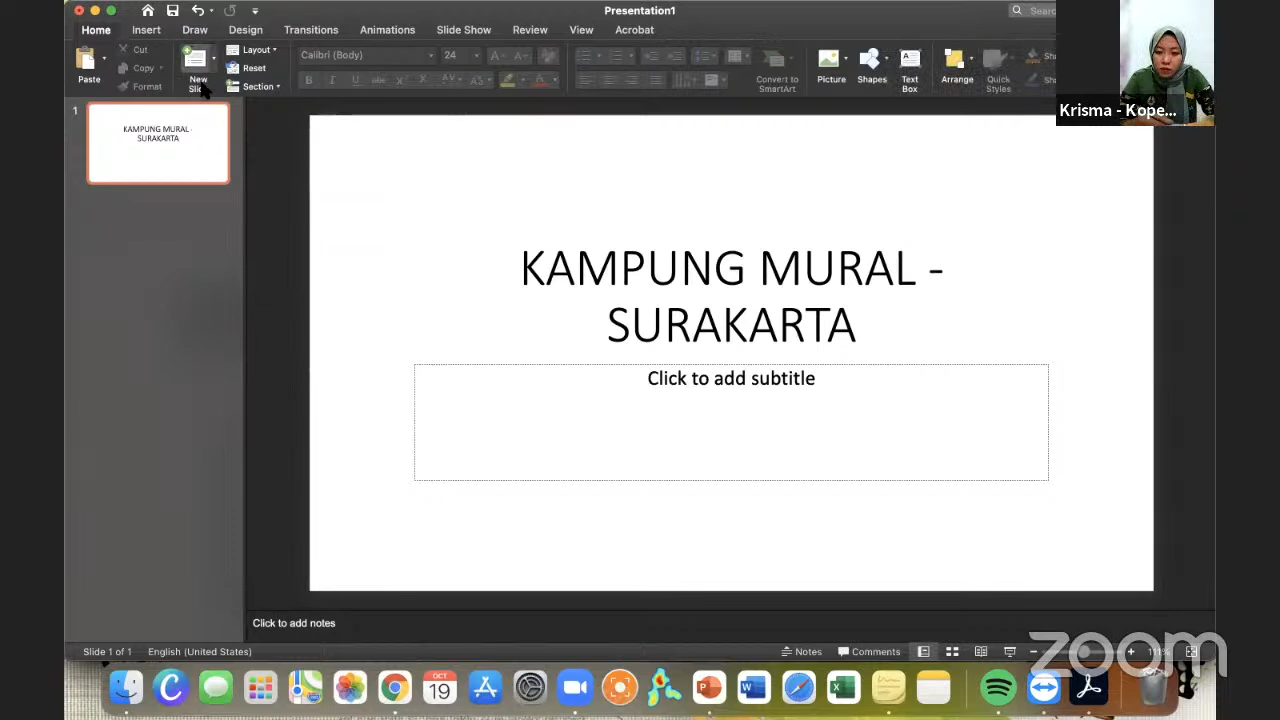 Presentation1
Home Insert Draw Design Transitions Animations Slide Show Review View Acrobat
Paste
Cut
Copy
Format
New
Layout
Reset
Section
Calibri (Body) 24
Convert to
SmartArt
Picture
Shapes
Text
Box
Arrange
Quick
Styles
Krisma - Kope...
1
KAMPUNG MURAL -
SURAKARTA
KAMPUNG MURAL -
SURAKARTA
Click to add subtitle
Click to add notes
Slide 1 of 1 English (United States) Notes Comments 111%
zoom
OCT
19